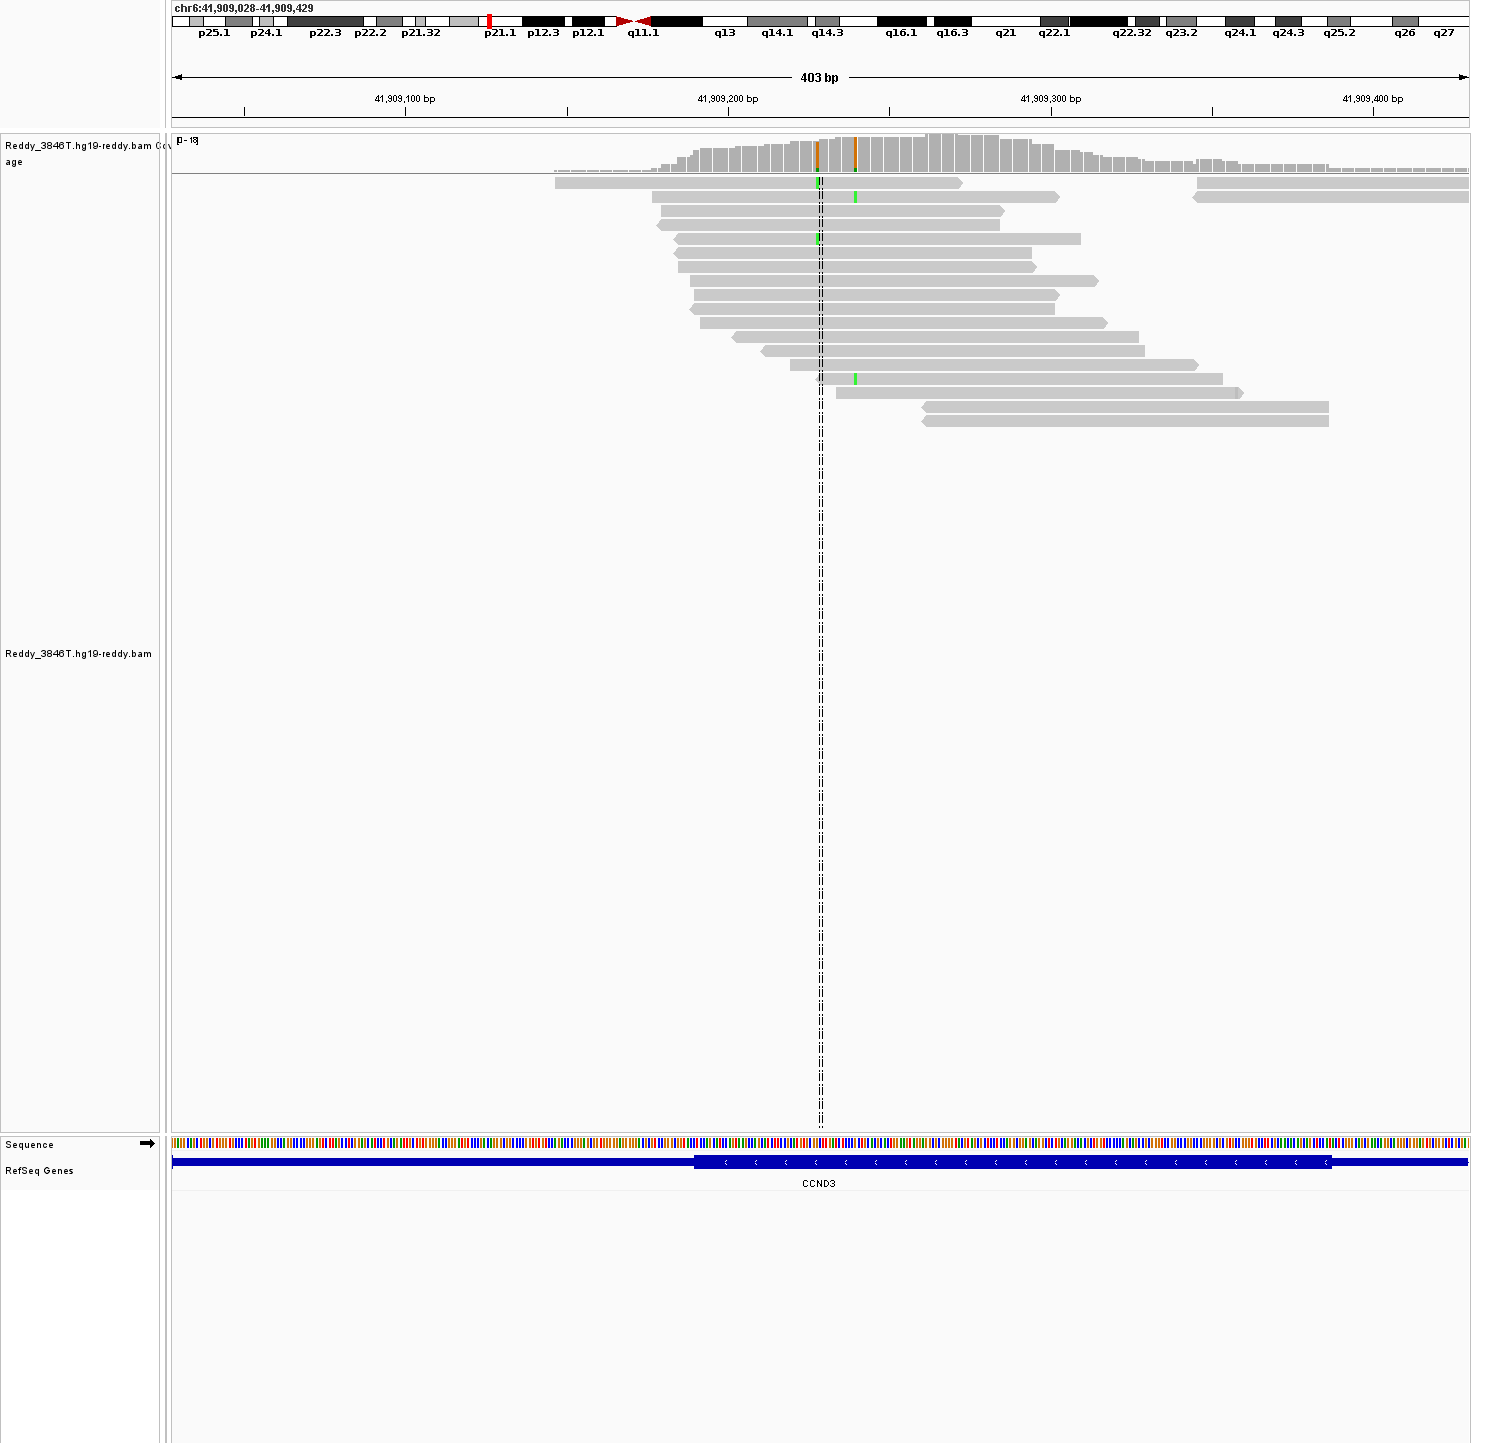 chr6:41,909,028-41,909,429
p25.1 p24.1 p22.3 p22.2 p21.32 p21.1 p12.3 p12.1 q11.1 q13 q14.1 q14.3 q16.1 q16.3 q21 q22.1 q22.32 q23.2 q24.1 q24.3 q25.2 q26 q27
403 bp
41,909,100 bp 41,909,200 bp 41,909,300 bp 41,909,400 bp
[0 - 18]
Reddy_3846T.hg19-reddy.bam Cov
age
Reddy_3846T.hg19-reddy.bam
Sequence
RefSeq Genes
CCND3